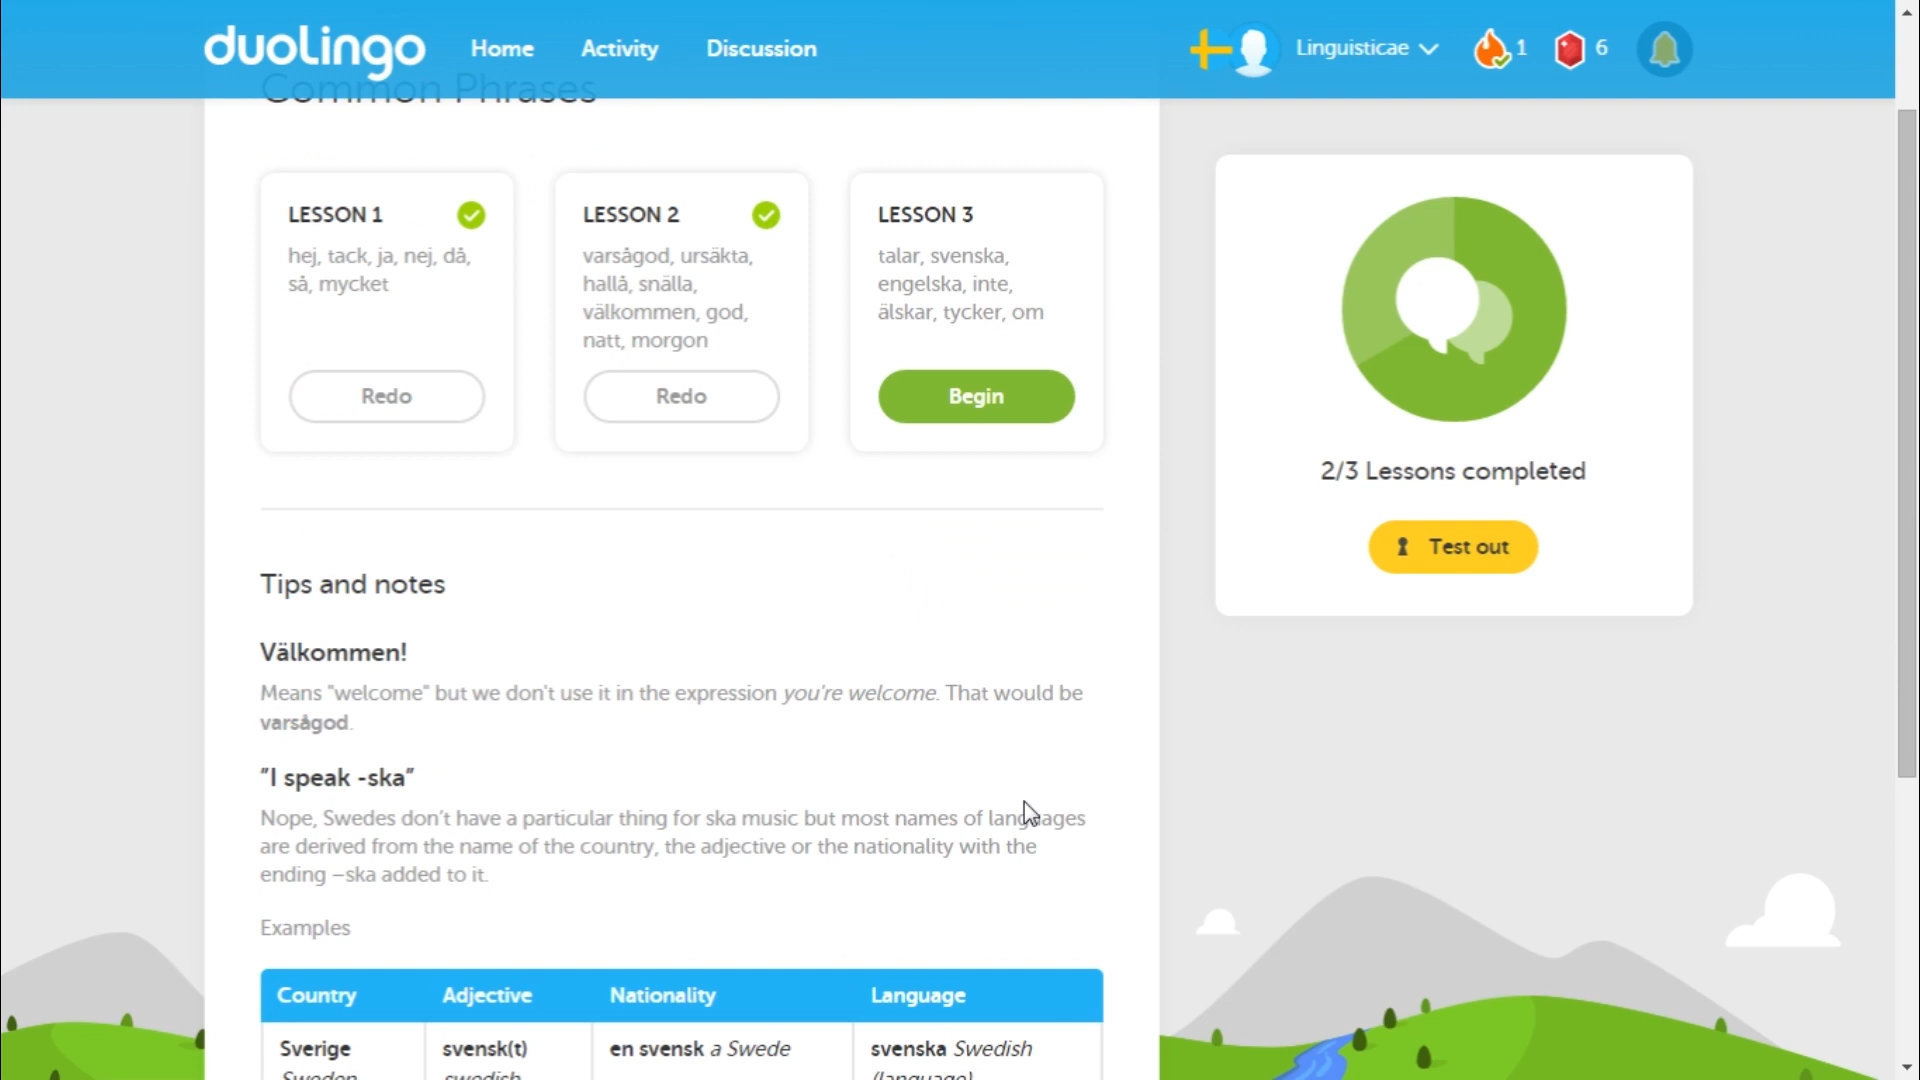 duolingo Home Activity Discussion Linguisticae 1 6
Common Phrases
LESSON 1
hej, tack, ja, nej, då,
så, mycket
Redo
LESSON 2
varsågod, ursäkta,
hallå, snälla,
välkommen, god,
natt, morgon
Redo
LESSON 3
talar, svenska,
engelska, inte,
älskar, tycker, om
Begin
2/3 Lessons completed
Test out
Tips and notes
Välkommen!
Means "welcome" but we don't use it in the expression you're welcome. That would be
varsågod.
"I speak -ska"
Nope, Swedes don't have a particular thing for ska music but most names of languages
are derived from the name of the country, the adjective or the nationality with the
ending –ska added to it.
Examples
Country Adjective Nationality Language
Sverige svensk(t) en svensk a Swede svenska Swedish
Sweden swedish (language)